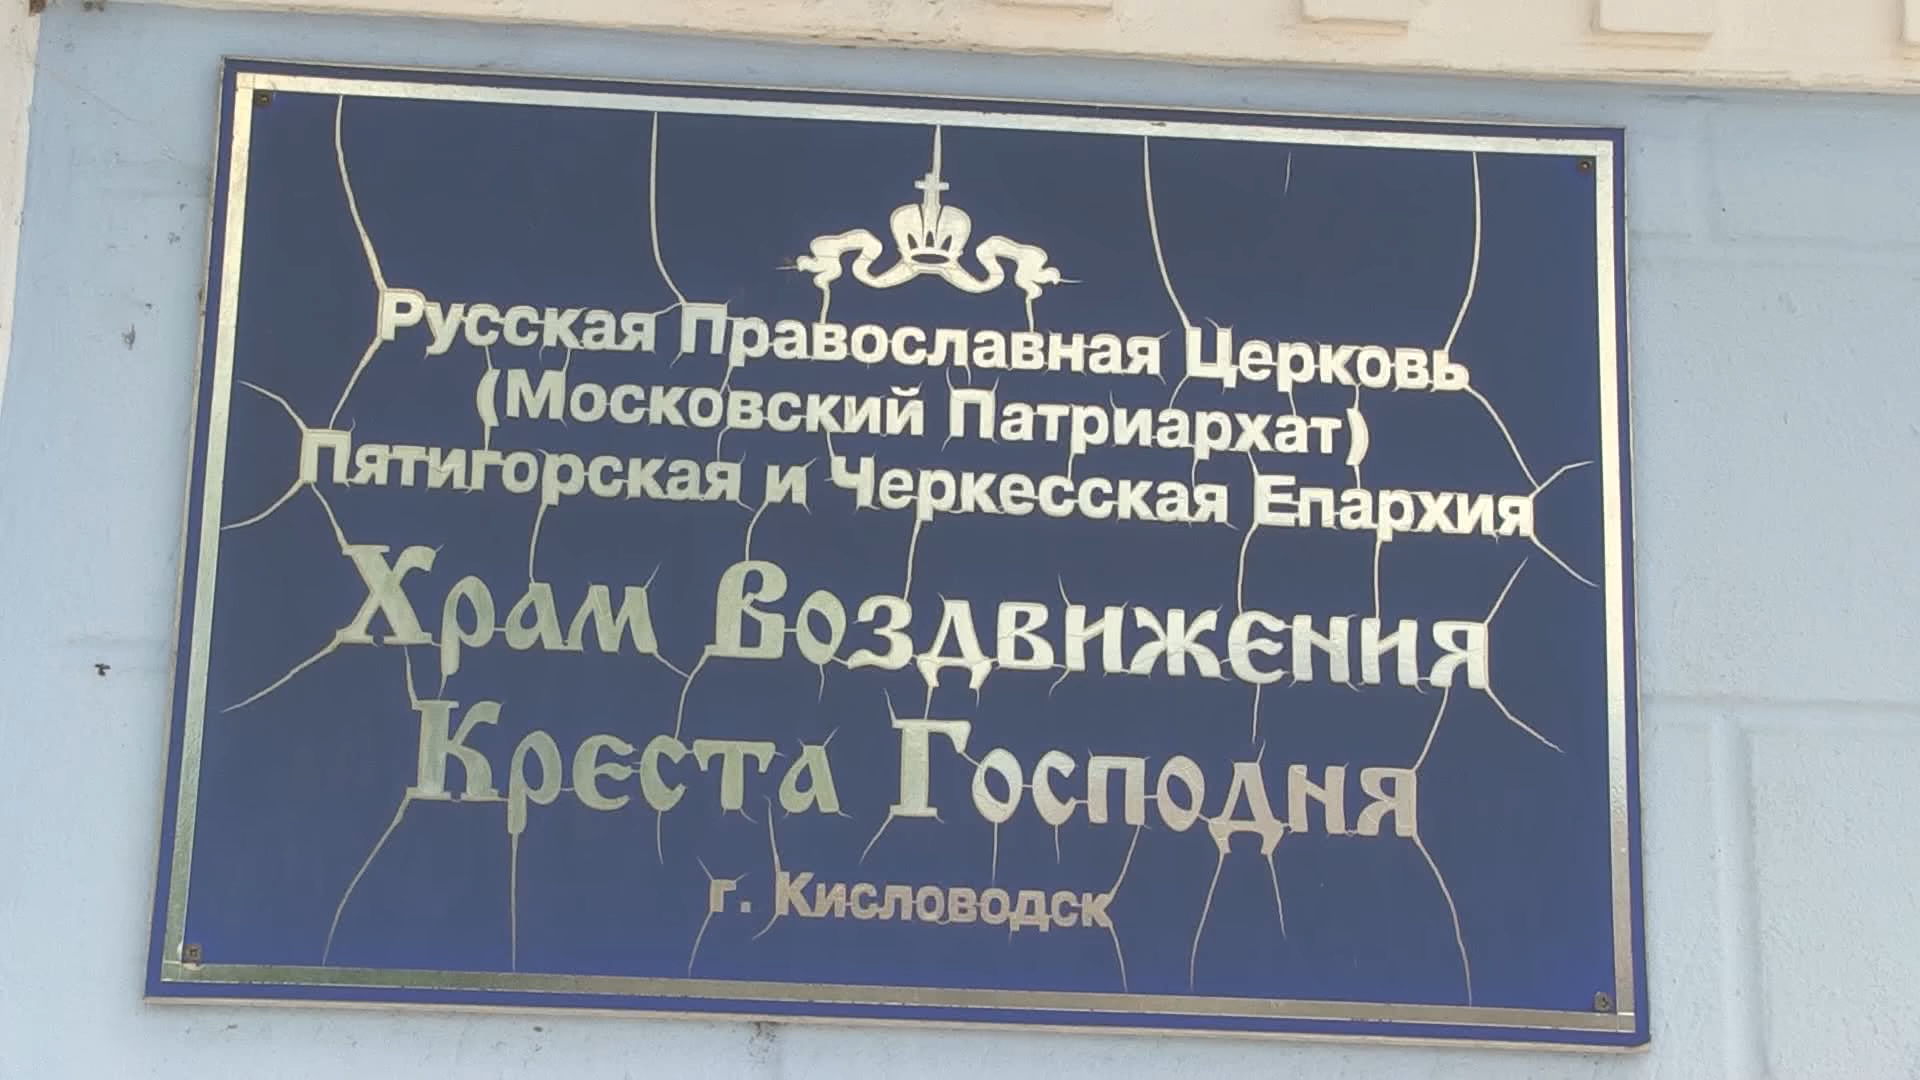 Русская Православная Церковь
(Московский Патриархат)
Пятигорская и Черкесская Епархия
Храм Воздвижения
Креста Господня
г. Кисловодск